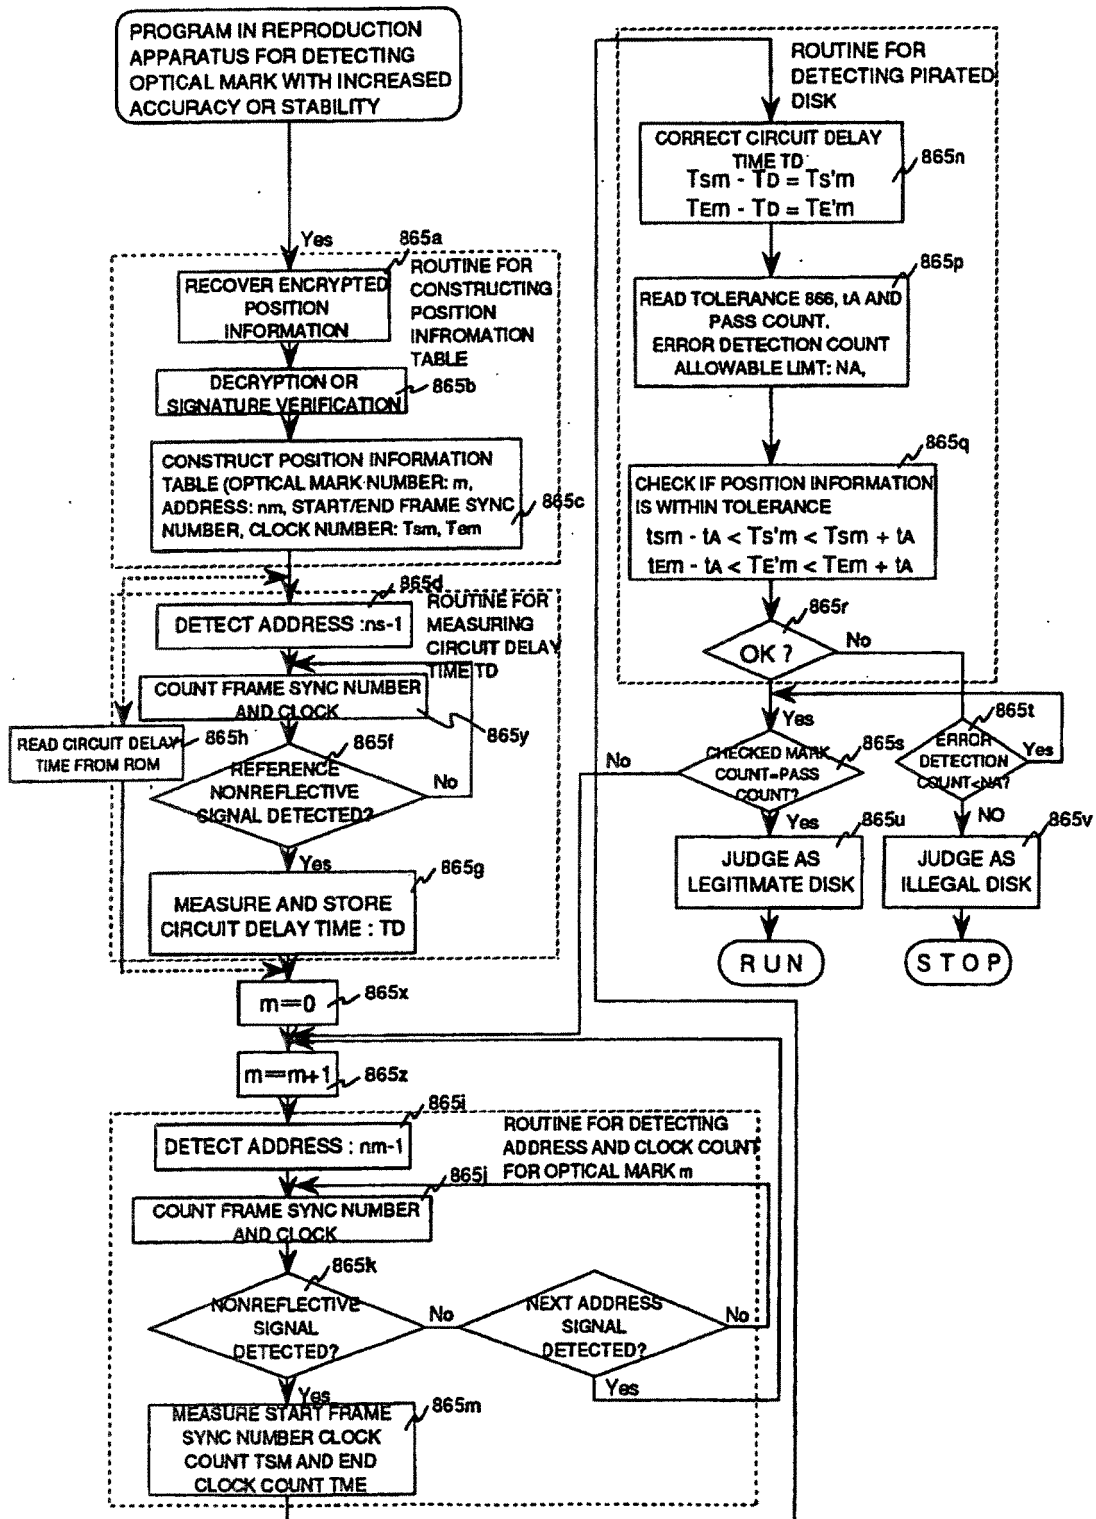 PROGRAM IN REPRODUCTION
APPARATUS FOR DETECTING
OPTICAL MARK WITH INCREASED
ACCURACY OR STABILITY
Yes
865a
RECOVER ENCRYPTED
POSITION
INFORMATION
ROUTINE FOR
CONSTRUCTING
POSITION
INFROMATION
TABLE
DECRYPTION OR
SIGNATURE VERIFICATION
865b
CONSTRUCT POSITION INFORMATION
TABLE (OPTICAL MARK NUMBER: m,
ADDRESS: nm, START/END FRAME SYNC
NUMBER, CLOCK NUMBER: Tsm, Tem
865c
865d
DETECT ADDRESS :ns-1
ROUTINE FOR
MEASURING
CIRCUIT DELAY
TIME TD
COUNT FRAME SYNC NUMBER
AND CLOCK
865y
READ CIRCUIT DELAY
TIME FROM ROM
865h
865f
REFERENCE
NONREFLECTIVE
SIGNAL DETECTED?
No
Yes
865g
MEASURE AND STORE
CIRCUIT DELAY TIME : TD
m==0
865x
m==m+1
865z
865i
DETECT ADDRESS : nm-1
ROUTINE FOR DETECTING
ADDRESS AND CLOCK COUNT
FOR OPTICAL MARK m
865j
COUNT FRAME SYNC NUMBER
AND CLOCK
865k
NONREFLECTIVE
SIGNAL
DETECTED?
No
NEXT ADDRESS
SIGNAL
DETECTED?
No
Yes
Yes
MEASURE START FRAME
SYNC NUMBER CLOCK
COUNT TSM AND END
CLOCK COUNT TME
865m
ROUTINE FOR
DETECTING PIRATED
DISK
CORRECT CIRCUIT DELAY
TIME TD
Tsm - TD = Ts'm
TEm - TD = TE'm
865n
865p
READ TOLERANCE 866, tA AND
PASS COUNT.
ERROR DETECTION COUNT
ALLOWABLE LIMT: NA,
865q
CHECK IF POSITION INFORMATION
IS WITHIN TOLERANCE
tsm - tA < Ts'm < Tsm + tA
tEm - tA < TE'm < TEm + tA
865r
OK ?
No
Yes
865s
CHECKED MARK
COUNT=PASS
COUNT?
No
Yes
865t
ERROR
DETECTION
COUNT<NA?
Yes
NO
865u
JUDGE AS
LEGITIMATE DISK
865v
JUDGE AS
ILLEGAL DISK
RUN
STOP